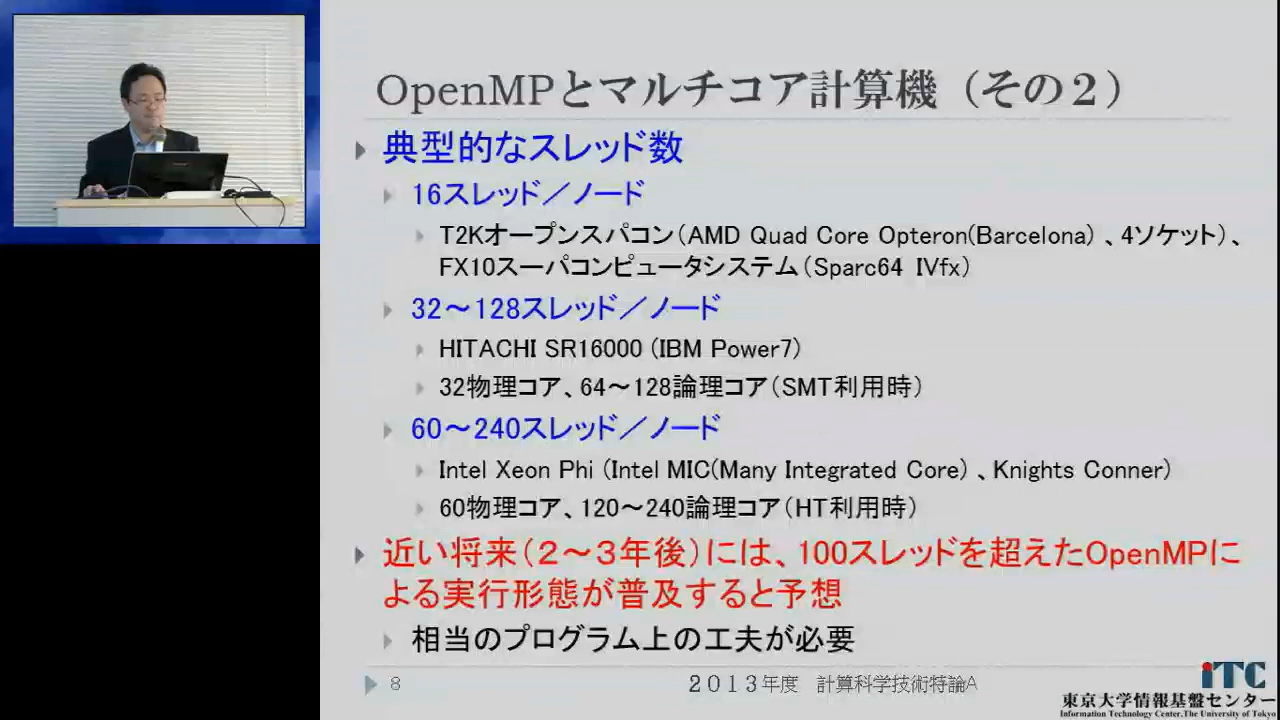 OpenMPとマルチコア計算機（その２）
典型的なスレッド数
16スレッド／ノード
T2Kオープンスパコン（AMD Quad Core Opteron(Barcelona) 、4ソケット）、
FX10スーパコンピュータシステム（Sparc64 IVfx）
32～128スレッド／ノード
HITACHI SR16000 (IBM Power7)
32物理コア、64～128論理コア（SMT利用時）
60～240スレッド／ノード
Intel Xeon Phi (Intel MIC(Many Integrated Core) 、Knights Conner)
60物理コア、120～240論理コア（HT利用時）
近い将来（２～３年後）には、100スレッドを超えたOpenMPに
よる実行形態が普及すると予想
相当のプログラム上の工夫が必要
8
２０１３年度 計算科学技術特論A
iTC
東京大学情報基盤センター
Information Technology Center,The University of Tokyo